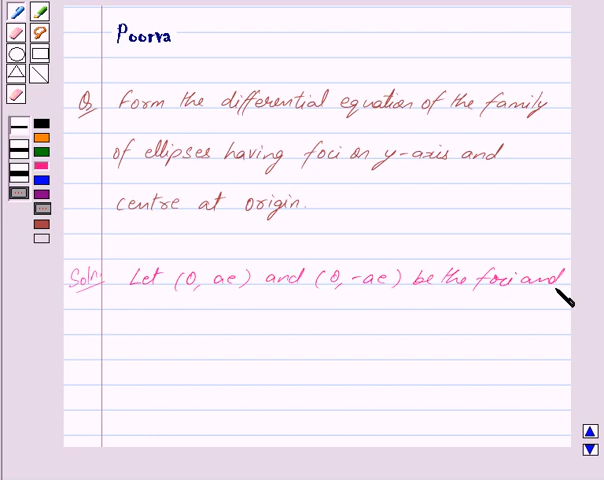 Poorva
Q, Form the differential equation of the family
of ellipses having foci on y-axis and
centre at origin.
Soln: Let (0, ae) and (0, -ae) be the foci and